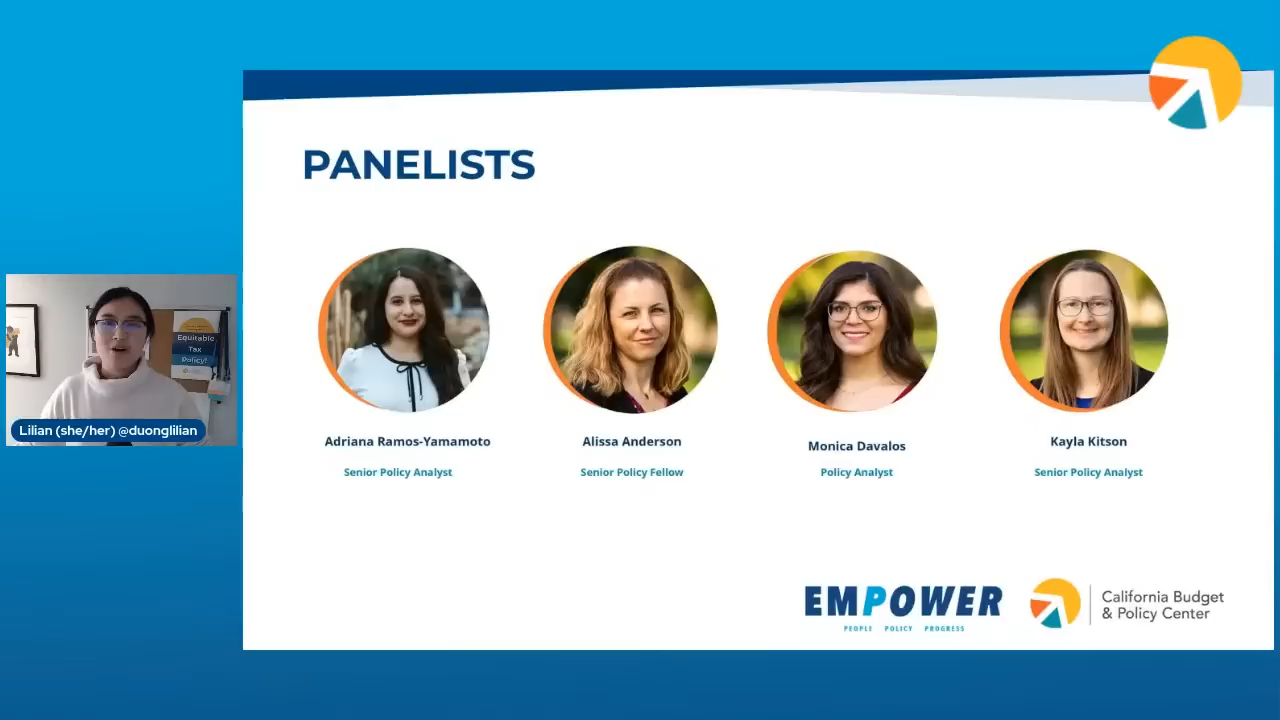 PANELISTS
Equitable
Tax
Policy!
Lilian (she/her) @duonglilian
Adriana Ramos-Yamamoto
Senior Policy Analyst
Alissa Anderson
Senior Policy Fellow
Monica Davalos
Policy Analyst
Kayla Kitson
Senior Policy Analyst
EMPOWER
PEOPLE POLICY PROGRESS
California Budget
& Policy Center